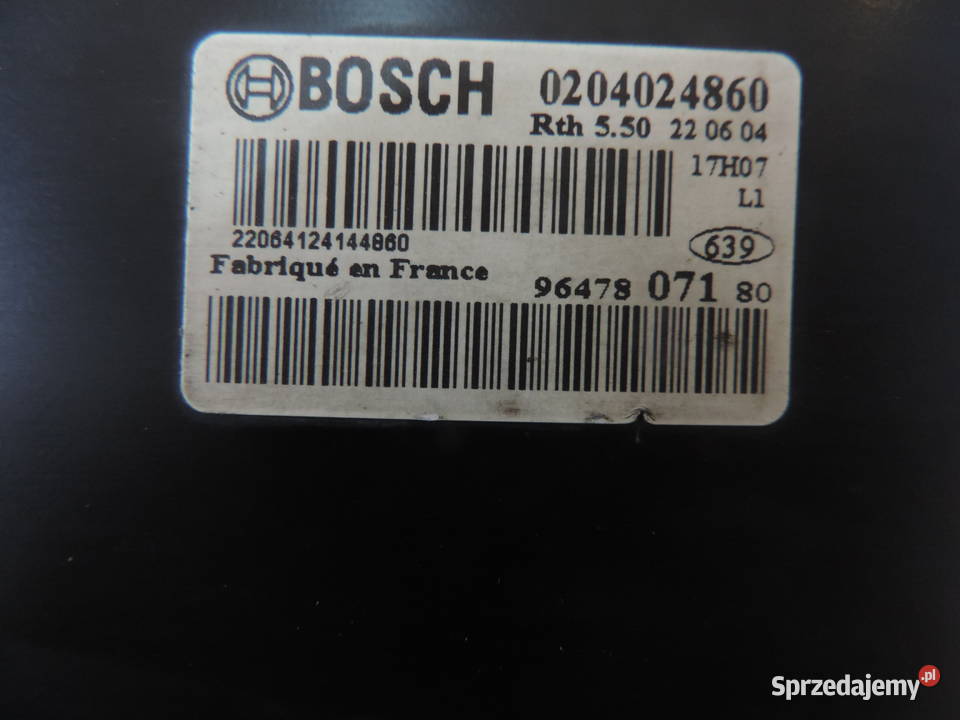 BOSCH 0204024860
Rth 5.50 22 06 04
17H07
L1
22064124144860
639
Fabriqué en France
96478 071 80
Sprzedajemy.pl